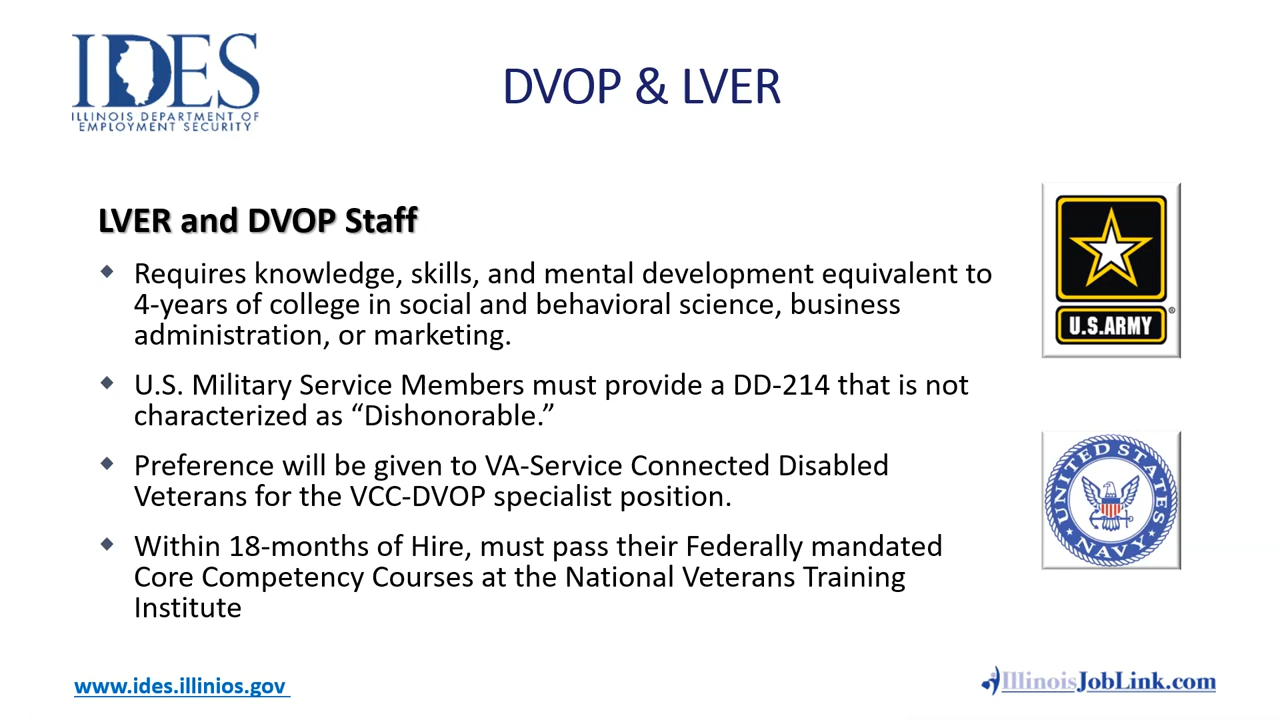 IDES
ILLINOIS DEPARTMENT OF
EMPLOYMENT SECURITY
DVOP & LVER
LVER and DVOP Staff
Requires knowledge, skills, and mental development equivalent to
4-years of college in social and behavioral science, business
administration, or marketing.
U.S. Military Service Members must provide a DD-214 that is not
characterized as “Dishonorable.”
Preference will be given to VA-Service Connected Disabled
Veterans for the VCC-DVOP specialist position.
Within 18-months of Hire, must pass their Federally mandated
Core Competency Courses at the National Veterans Training
Institute
U.S.ARMY
®
UNITED STATES
NAVY
www.ides.illinios.gov
IllinoisJobLink.com